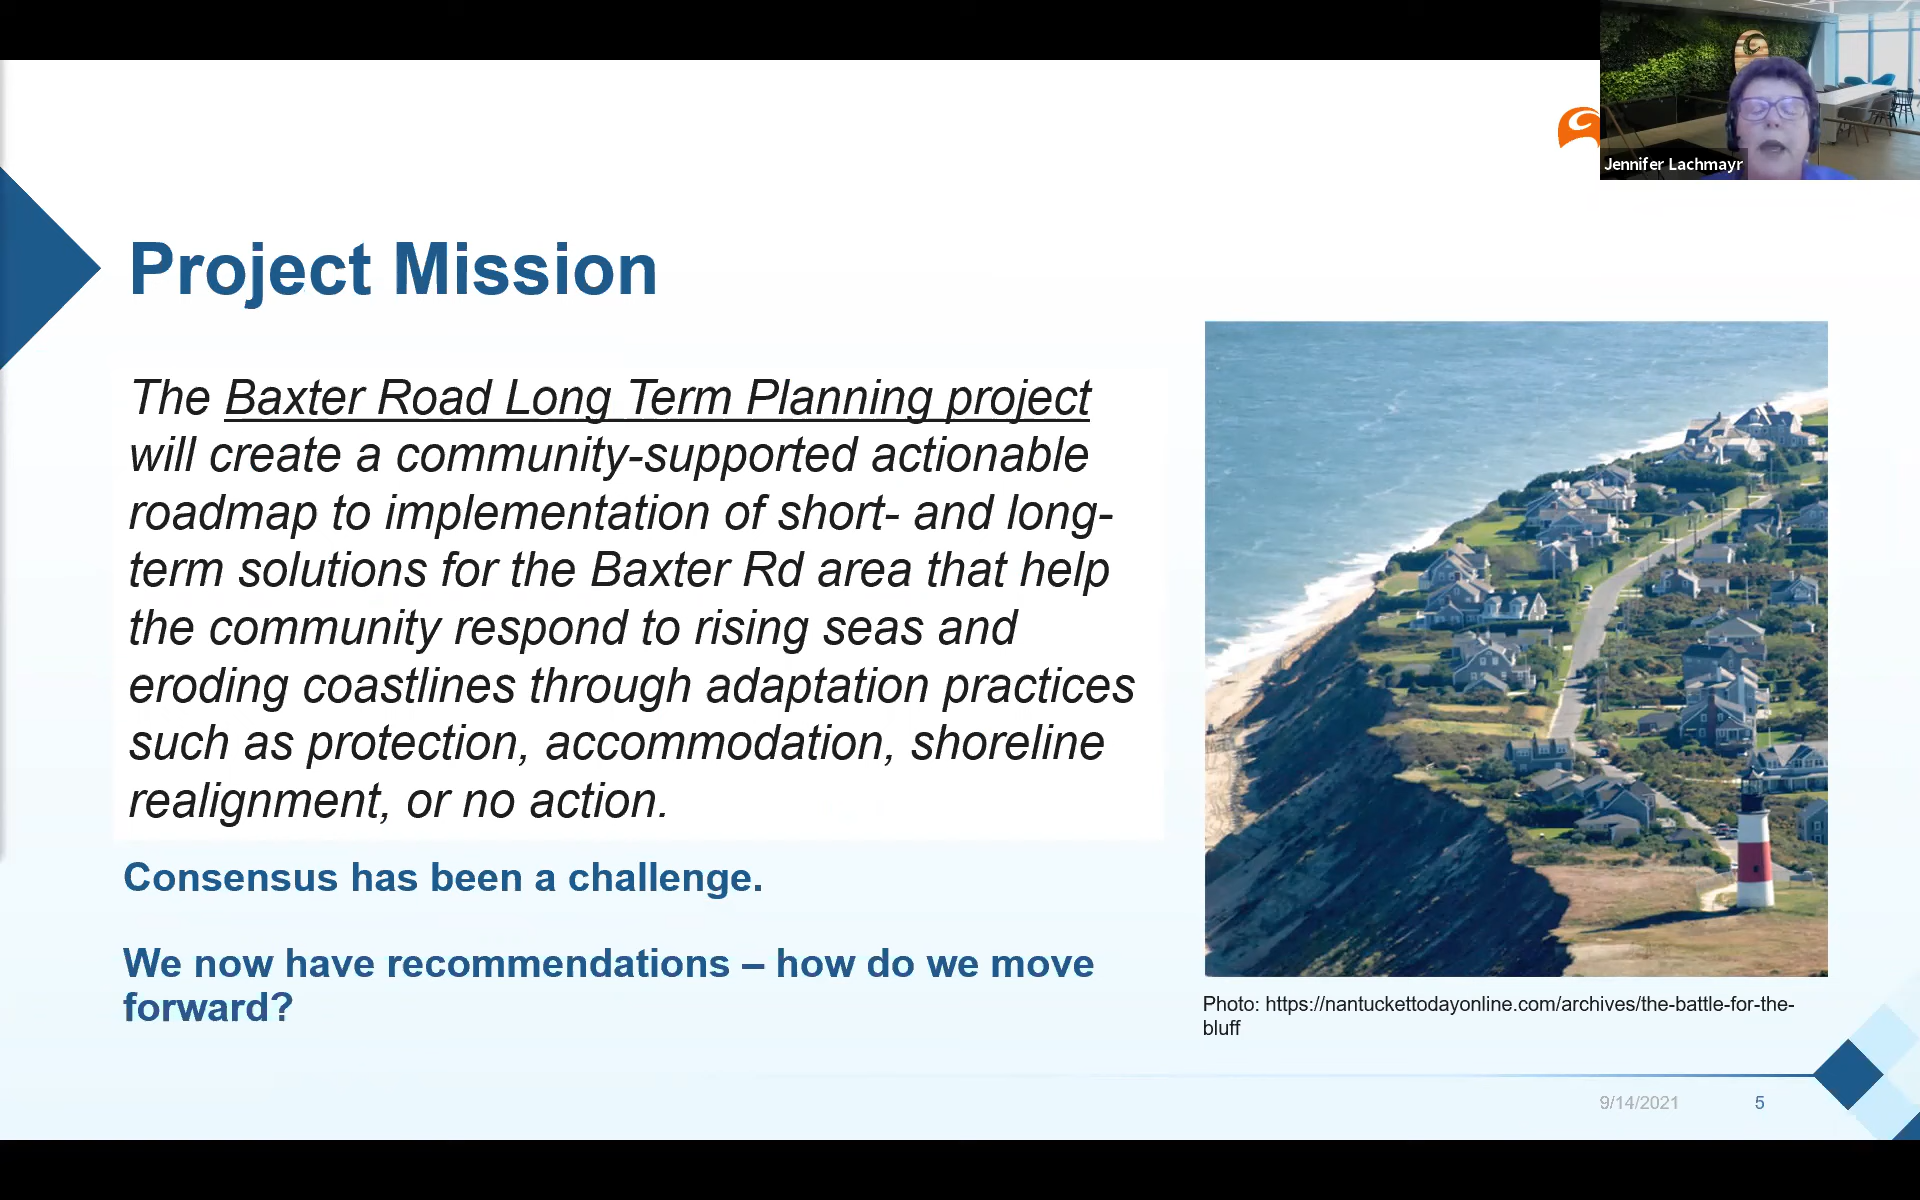 Jennifer Lachmayr
Project Mission
The Baxter Road Long Term Planning project
will create a community-supported actionable
roadmap to implementation of short- and long-
term solutions for the Baxter Rd area that help
the community respond to rising seas and
eroding coastlines through adaptation practices
such as protection, accommodation, shoreline
realignment, or no action.
Consensus has been a challenge.
We now have recommendations – how do we move
forward?
Photo: https://nantuckettodayonline.com/archives/the-battle-for-the-
bluff
9/14/2021
5